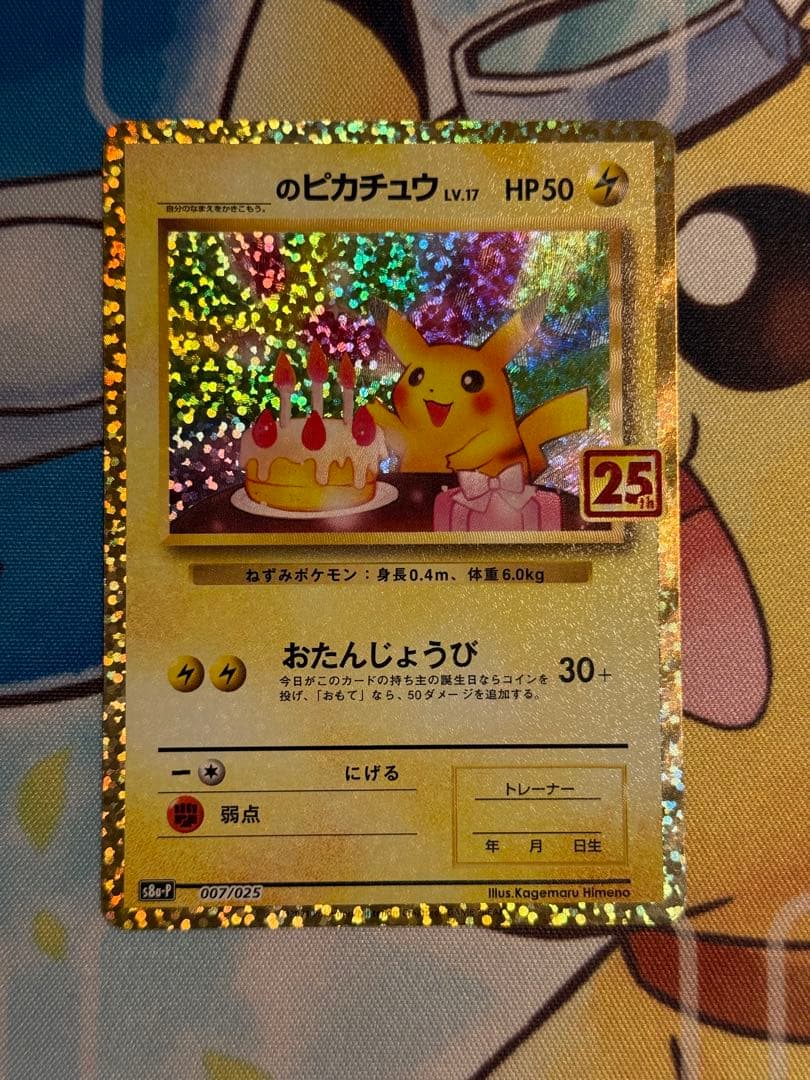 のピカチュウ LV.17 HP50
自分のなまえをかきこもう。
25th
ねずみポケモン：身長0.4m、体重6.0kg
おたんじょうび 30+
今日がこのカードの持ち主の誕生日ならコインを
投げ、「おもて」なら、50ダメージを追加する。
ー にげる
弱点
トレーナー
年 月 日生
s8a-P 007/025 Illus.Kagemaru Himeno